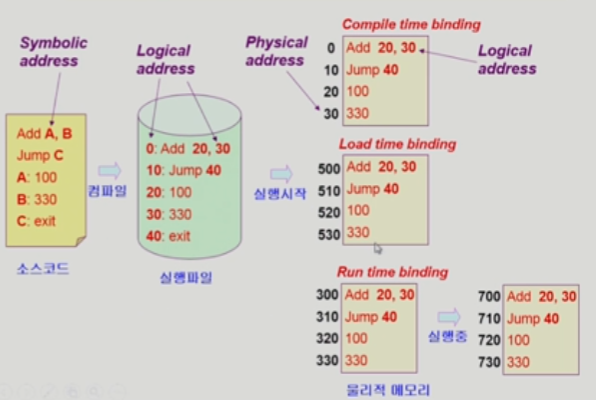 Symbolic address
Add A, B
Jump C
A: 100
B: 330
C: exit
소스코드
컴파일
Logical address
0: Add 20, 30
10: Jump 40
20: 100
30: 330
40: exit
실행파일
실행시작
Physical address
Compile time binding
0 Add 20, 30
10 Jump 40
20 100
30 330
Logical address
Load time binding
500 Add 20, 30
510 Jump 40
520 100
530 330
Run time binding
300 Add 20, 30
310 Jump 40
320 100
330 330
실행중
700 Add 20, 30
710 Jump 40
720 100
730 330
물리적 메모리